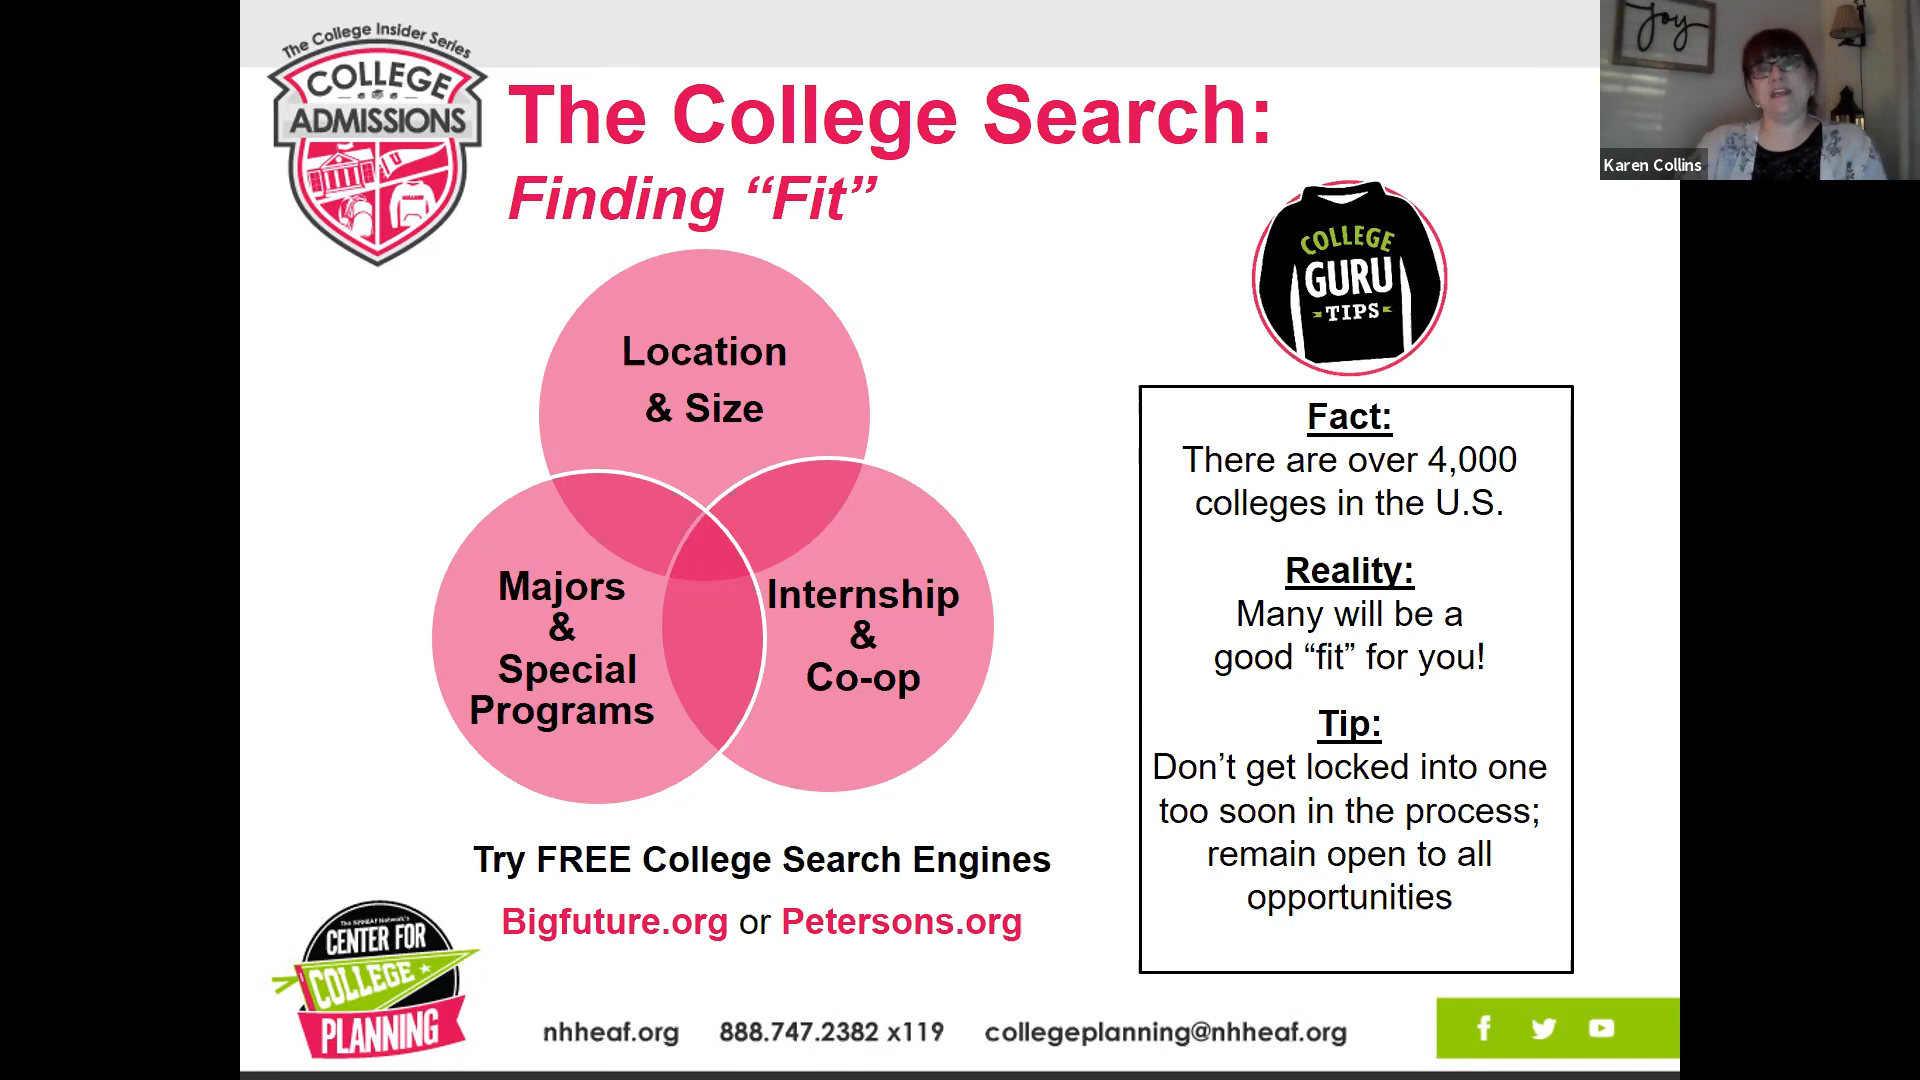 The College Insider Series
COLLEGE
ADMISSIONS
The College Search:
Finding “Fit”
joy
Karen Collins
COLLEGE
GURU
TIPS
Location
& Size
Majors
&
Special
Programs
Internship
&
Co-op
Fact:
There are over 4,000
colleges in the U.S.
Reality:
Many will be a
good “fit” for you!
Tip:
Don’t get locked into one
too soon in the process;
remain open to all
opportunities
Try FREE College Search Engines
Bigfuture.org or Petersons.org
The NHHEAF Network's
CENTER FOR
COLLEGE
PLANNING
nhheaf.org 888.747.2382 x119 collegeplanning@nhheaf.org